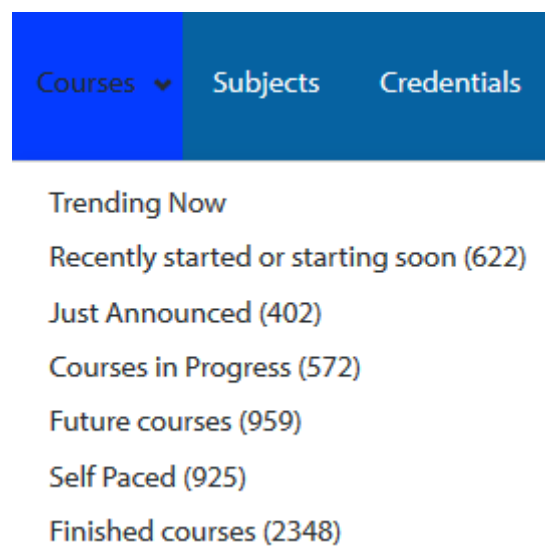 Courses Subjects Credentials
Trending Now
Recently started or starting soon (622)
Just Announced (402)
Courses in Progress (572)
Future courses (959)
Self Paced (925)
Finished courses (2348)